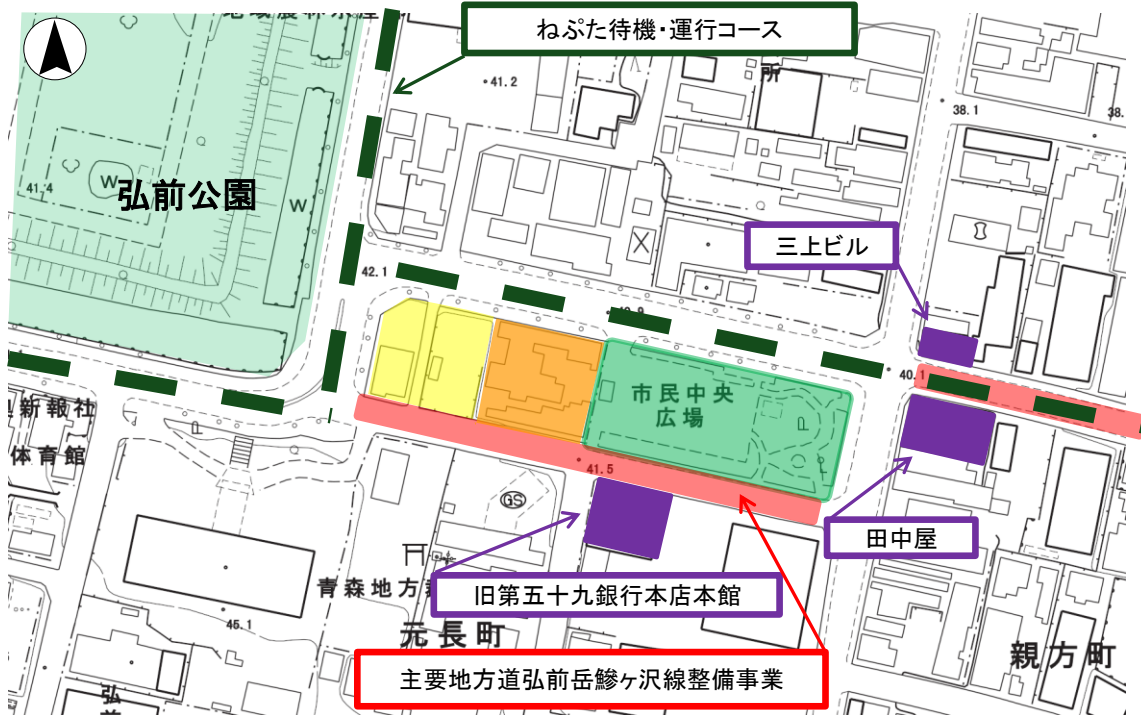 ねぷた待機・運行コース
所
41.2
38.1
38.
41.4
W
弘前公園
W
三上ビル
42.1
40.1
市民中央
広場
新報社
体育館
41.5
GS
田中屋
青森地方
旧第五十九銀行本店本館
45.1
元長町
親方町
主要地方道弘前岳鰺ヶ沢線整備事業
弘